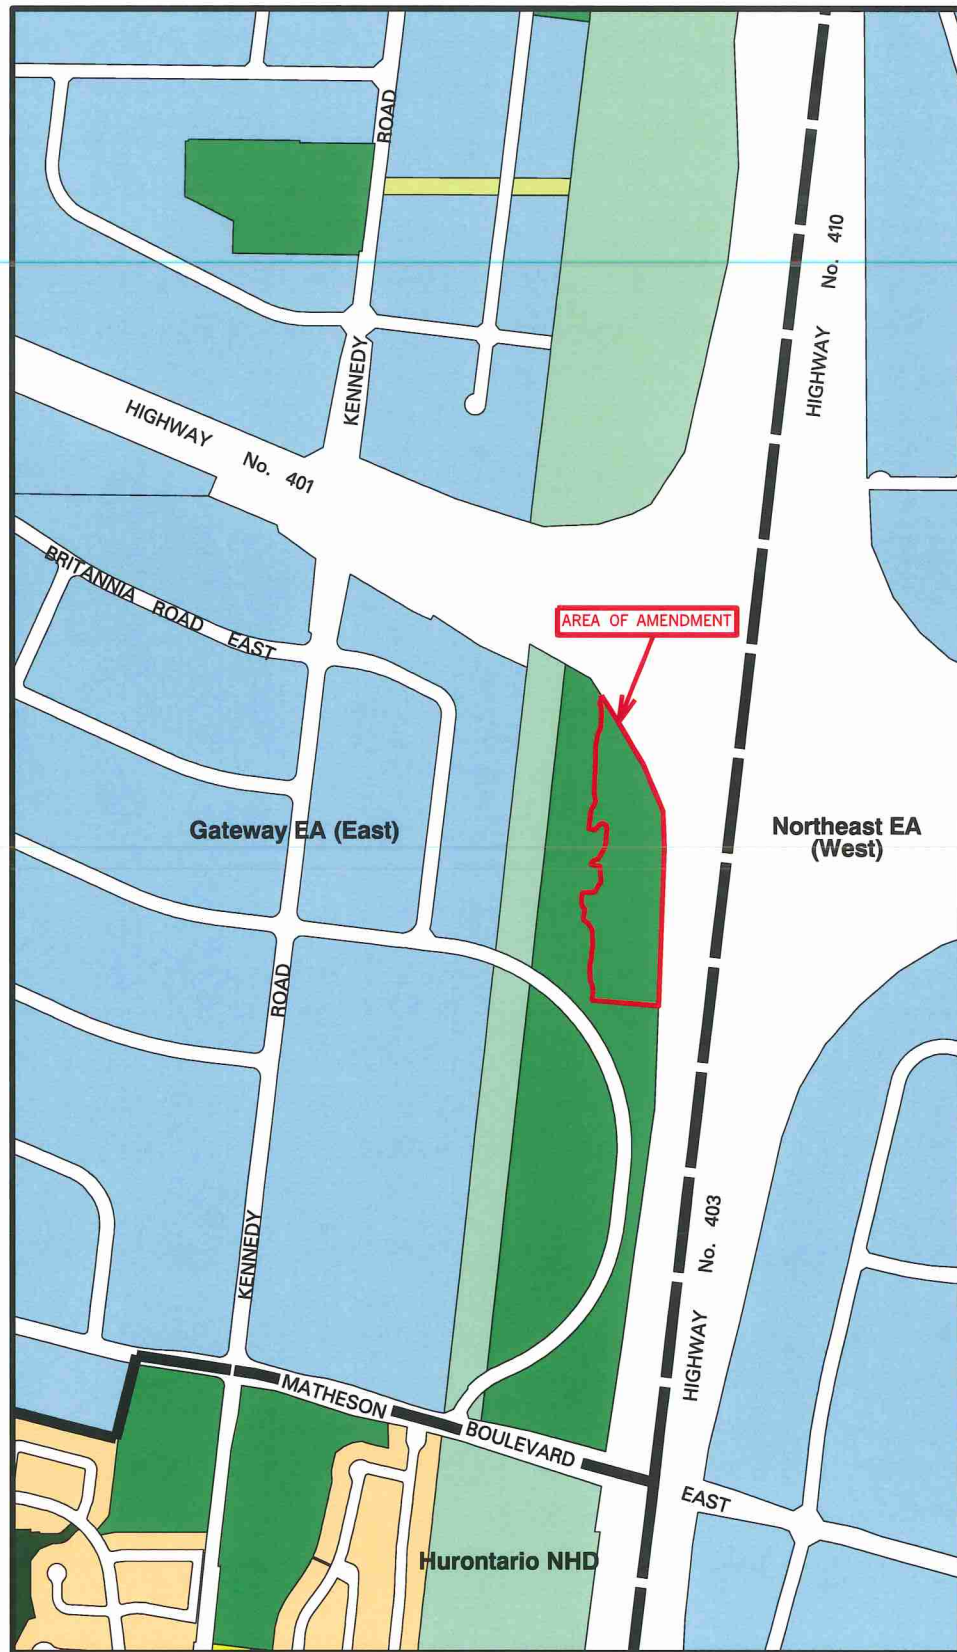 ROAD
KENNEDY
HIGHWAY No. 410
HIGHWAY No. 401
BRITANNIA ROAD EAST
AREA OF AMENDMENT
Gateway EA (East)
Northeast EA
(West)
ROAD
KENNEDY
HIGHWAY No. 403
MATHESON BOULEVARD EAST
Hurontario NHD